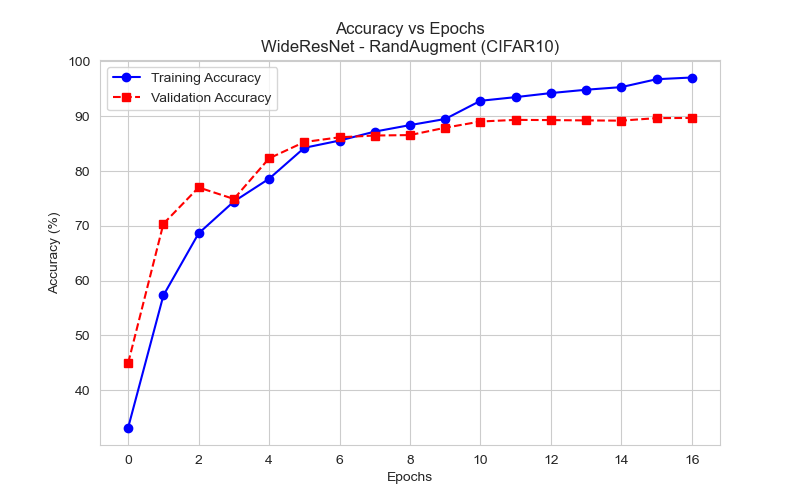 Accuracy vs Epochs
WideResNet - RandAugment (CIFAR10)
Training Accuracy
Validation Accuracy
100
90
80
70
60
50
40
Accuracy (%)
0 2 4 6 8 10 12 14 16
Epochs